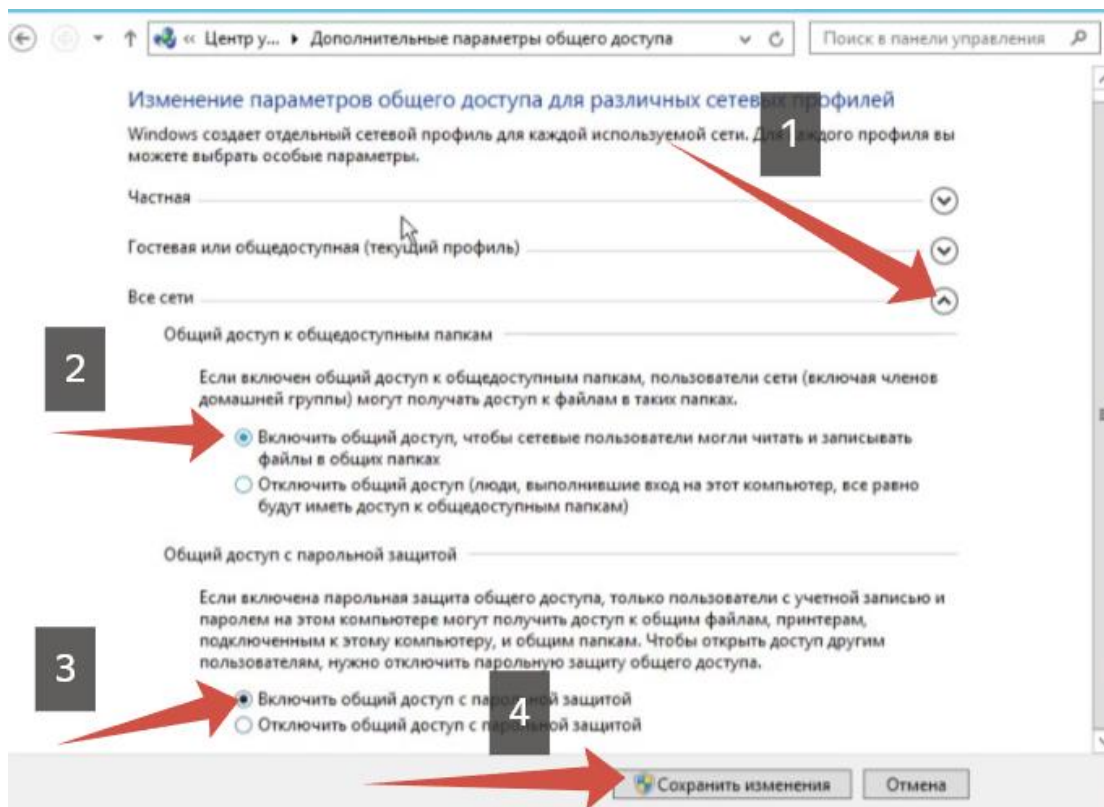 « Центр у... ▸ Дополнительные параметры общего доступа
Поиск в панели управления
Изменение параметров общего доступа для различных сетевых профилей
Windows создает отдельный сетевой профиль для каждой используемой сети. Для каждого профиля вы
можете выбрать особые параметры.
1
Частная
Гостевая или общедоступная (текущий профиль)
Все сети
Общий доступ к общедоступным папкам
2
Если включен общий доступ к общедоступным папкам, пользователи сети (включая членов
домашней группы) могут получать доступ к файлам в таких папках.
Включить общий доступ, чтобы сетевые пользователи могли читать и записывать
файлы в общих папках
Отключить общий доступ (люди, выполнившие вход на этот компьютер, все равно
будут иметь доступ к общедоступным папкам)
Общий доступ с парольной защитой
Если включена парольная защита общего доступа, только пользователи с учетной записью и
паролем на этом компьютере могут получить доступ к общим файлам, принтерам,
подключенным к этому компьютеру, и общим папкам. Чтобы открыть доступ другим
пользователям, нужно отключить парольную защиту общего доступа.
3
Включить общий доступ с парольной защитой
Отключить общий доступ с парольной защитой
4
Сохранить изменения
Отмена